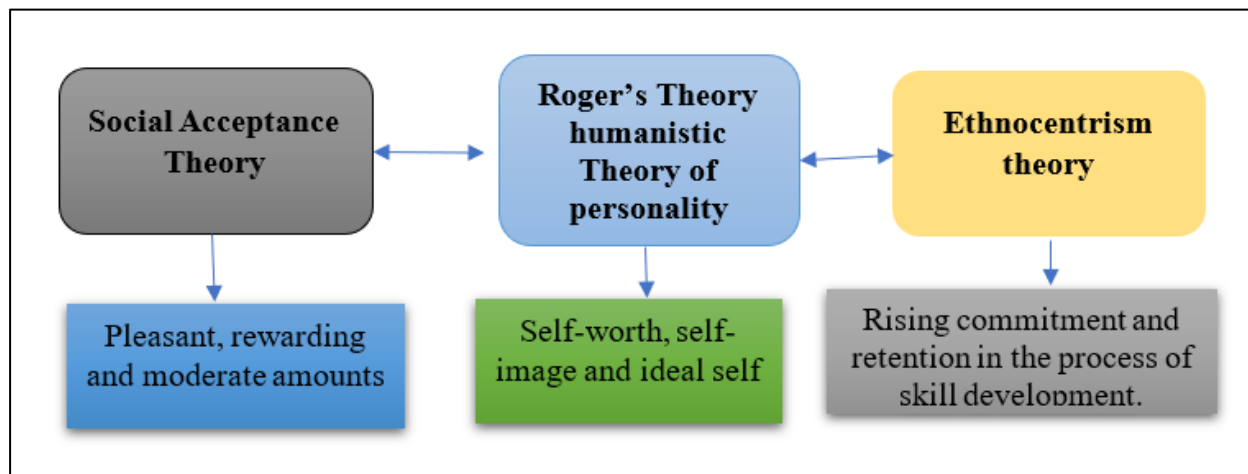 Social Acceptance
Theory
Roger’s Theory
humanistic
Theory of
personality
Ethnocentrism
theory
Pleasant, rewarding
and moderate amounts
Self-worth, self-
image and ideal self
Rising commitment and
retention in the process of
skill development.